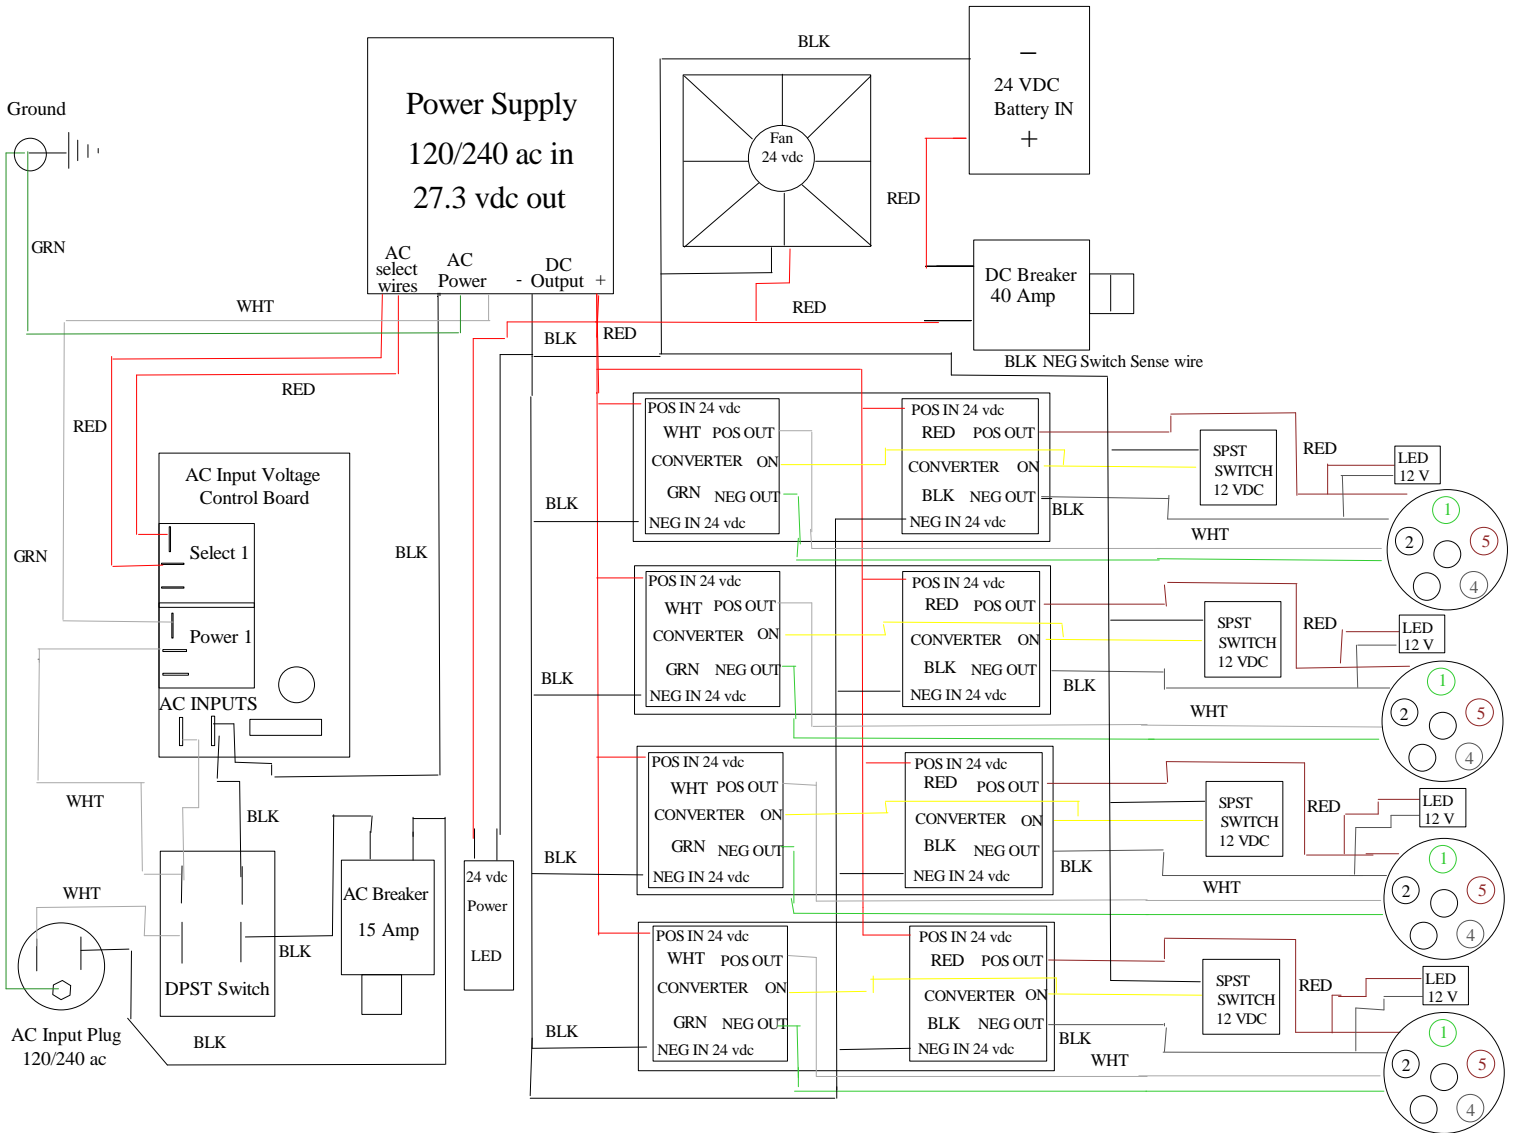 BLK
24 VDC
Battery IN
−
+
Ground
Power Supply
120/240 ac in
27.3 vdc out
AC
select
wires
AC
Power
-
DC
Output
+
Fan
24 vdc
RED
GRN
DC Breaker
40 Amp
WHT
RED
BLK
RED
BLK NEG Switch Sense wire
RED
RED
AC Input Voltage
Control Board
Select 1
Power 1
AC INPUTS
GRN
BLK
WHT
BLK
WHT
BLK
DPST Switch
AC Breaker
15 Amp
24 vdc
Power
LED
AC Input Plug
120/240 ac
BLK
POS IN 24 vdc
WHT POS OUT
CONVERTER ON
GRN NEG OUT
NEG IN 24 vdc
BLK
POS IN 24 vdc
RED POS OUT
CONVERTER ON
BLK NEG OUT
NEG IN 24 vdc
BLK
SPST
SWITCH
12 VDC
RED
LED
12 V
WHT
1
2
5
4
POS IN 24 vdc
WHT POS OUT
CONVERTER ON
GRN NEG OUT
NEG IN 24 vdc
BLK
POS IN 24 vdc
RED POS OUT
CONVERTER ON
BLK NEG OUT
NEG IN 24 vdc
BLK
SPST
SWITCH
12 VDC
RED
LED
12 V
WHT
1
2
5
4
POS IN 24 vdc
WHT POS OUT
CONVERTER ON
GRN NEG OUT
NEG IN 24 vdc
BLK
POS IN 24 vdc
RED POS OUT
CONVERTER ON
BLK NEG OUT
NEG IN 24 vdc
BLK
SPST
SWITCH
12 VDC
RED
LED
12 V
WHT
1
2
5
4
POS IN 24 vdc
WHT POS OUT
CONVERTER ON
GRN NEG OUT
NEG IN 24 vdc
BLK
POS IN 24 vdc
RED POS OUT
CONVERTER ON
BLK NEG OUT
NEG IN 24 vdc
BLK
SPST
SWITCH
12 VDC
RED
LED
12 V
WHT
1
2
5
4